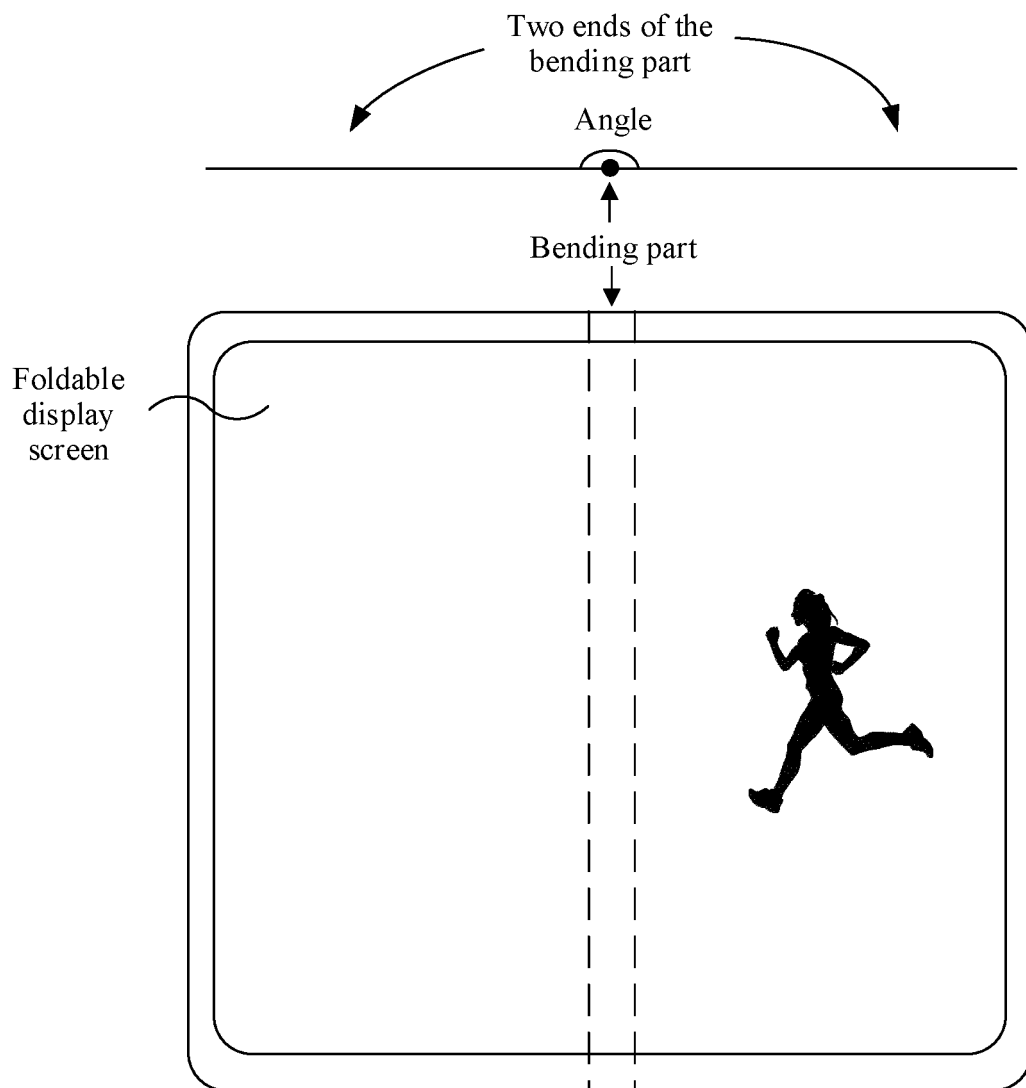 Two ends of the
bending part
Angle
Bending part
Foldable
display
screen